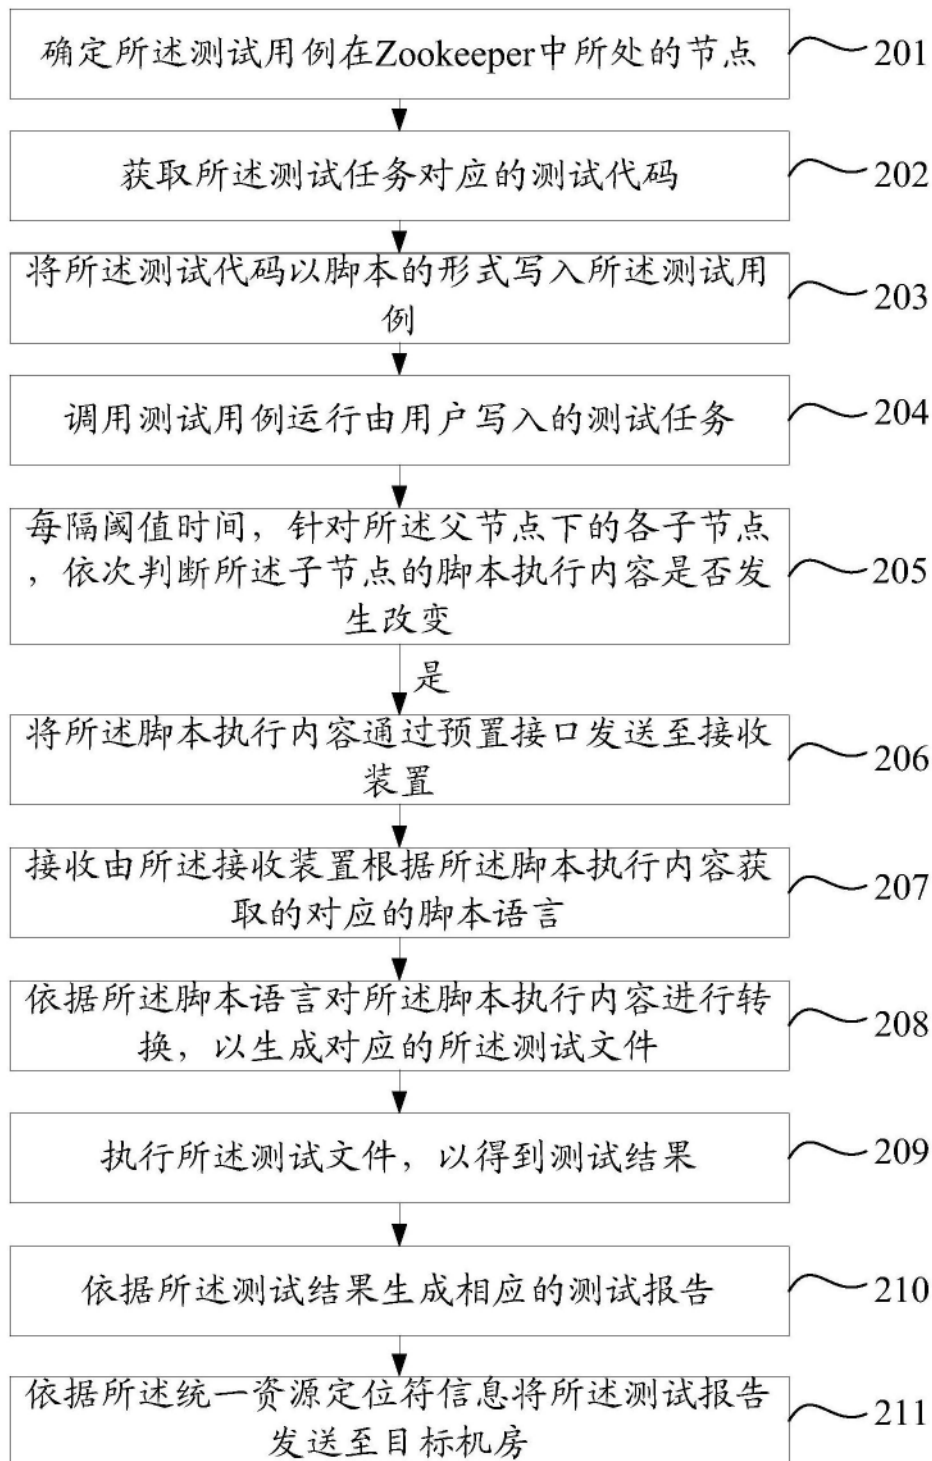 确定所述测试用例在Zookeeper中所处的节点
201
获取所述测试任务对应的测试代码
202
将所述测试代码以脚本的形式写入所述测试用
例
203
调用测试用例运行由用户写入的测试任务
204
每隔阈值时间，针对所述父节点下的各子节点
，依次判断所述子节点的脚本执行内容是否发
生改变
205
是
将所述脚本执行内容通过预置接口发送至接收
装置
206
接收由所述接收装置根据所述脚本执行内容获
取的对应的脚本语言
207
依据所述脚本语言对所述脚本执行内容进行转
换，以生成对应的所述测试文件
208
执行所述测试文件，以得到测试结果
209
依据所述测试结果生成相应的测试报告
210
依据所述统一资源定位符信息将所述测试报告
发送至目标机房
211